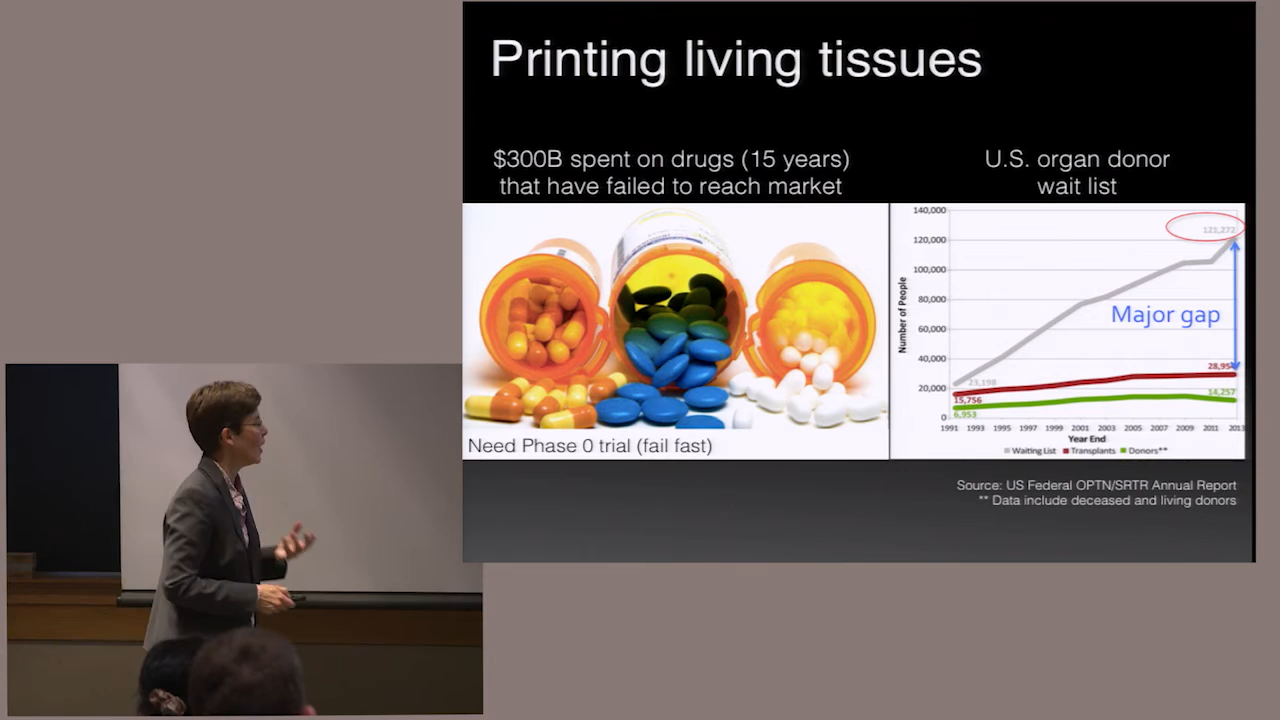 Printing living tissues
$300B spent on drugs (15 years)
that have failed to reach market
U.S. organ donor
wait list
Need Phase 0 trial (fail fast)
140,000
120,000
100,000
80,000
60,000
40,000
20,000
0
Number of People
121,272
Major gap
23,198
15,756
14,257
6,953
1991 1993 1995 1997 1999 2001 2003 2005 2007 2009 2011 2013
Year End
Waiting List Transplants Donors**
Source: US Federal OPTN/SRTR Annual Report
** Data include deceased and living donors